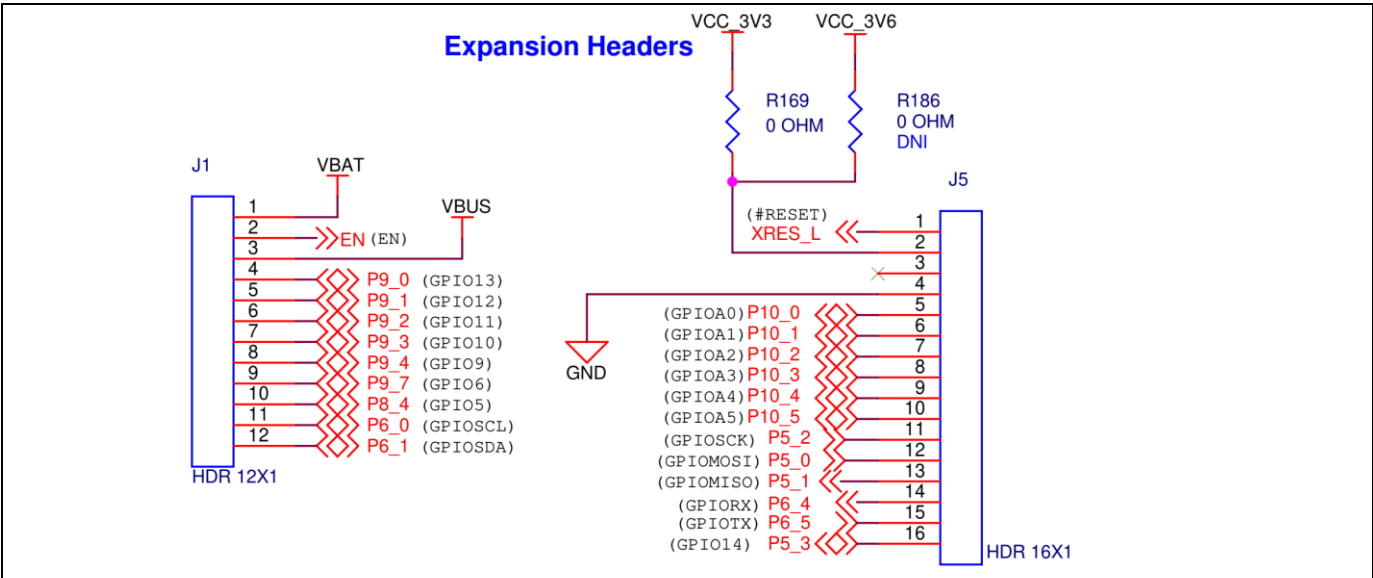 Expansion Headers
VCC_3V3
VCC_3V6
R169
0 OHM
R186
0 OHM
DNI
J1
VBAT
VBUS
1
2 EN (EN)
3
4 P9_0 (GPIO13)
5 P9_1 (GPIO12)
6 P9_2 (GPIO11)
7 P9_3 (GPIO10)
8 P9_4 (GPIO9)
9 P9_7 (GPIO6)
10 P8_4 (GPIO5)
11 P6_0 (GPIOSCL)
12 P6_1 (GPIOSDA)
HDR 12X1
GND
J5
(#RESET)
XRES_L 1
2
3
4
(GPIOA0) P10_0 5
(GPIOA1) P10_1 6
(GPIOA2) P10_2 7
(GPIOA3) P10_3 8
(GPIOA4) P10_4 9
(GPIOA5) P10_5 10
(GPIOSCK) P5_2 11
(GPIOMOSI) P5_0 12
(GPIOMISO) P5_1 13
(GPIORX) P6_4 14
(GPIOTX) P6_5 15
(GPIO14) P5_3 16
HDR 16X1